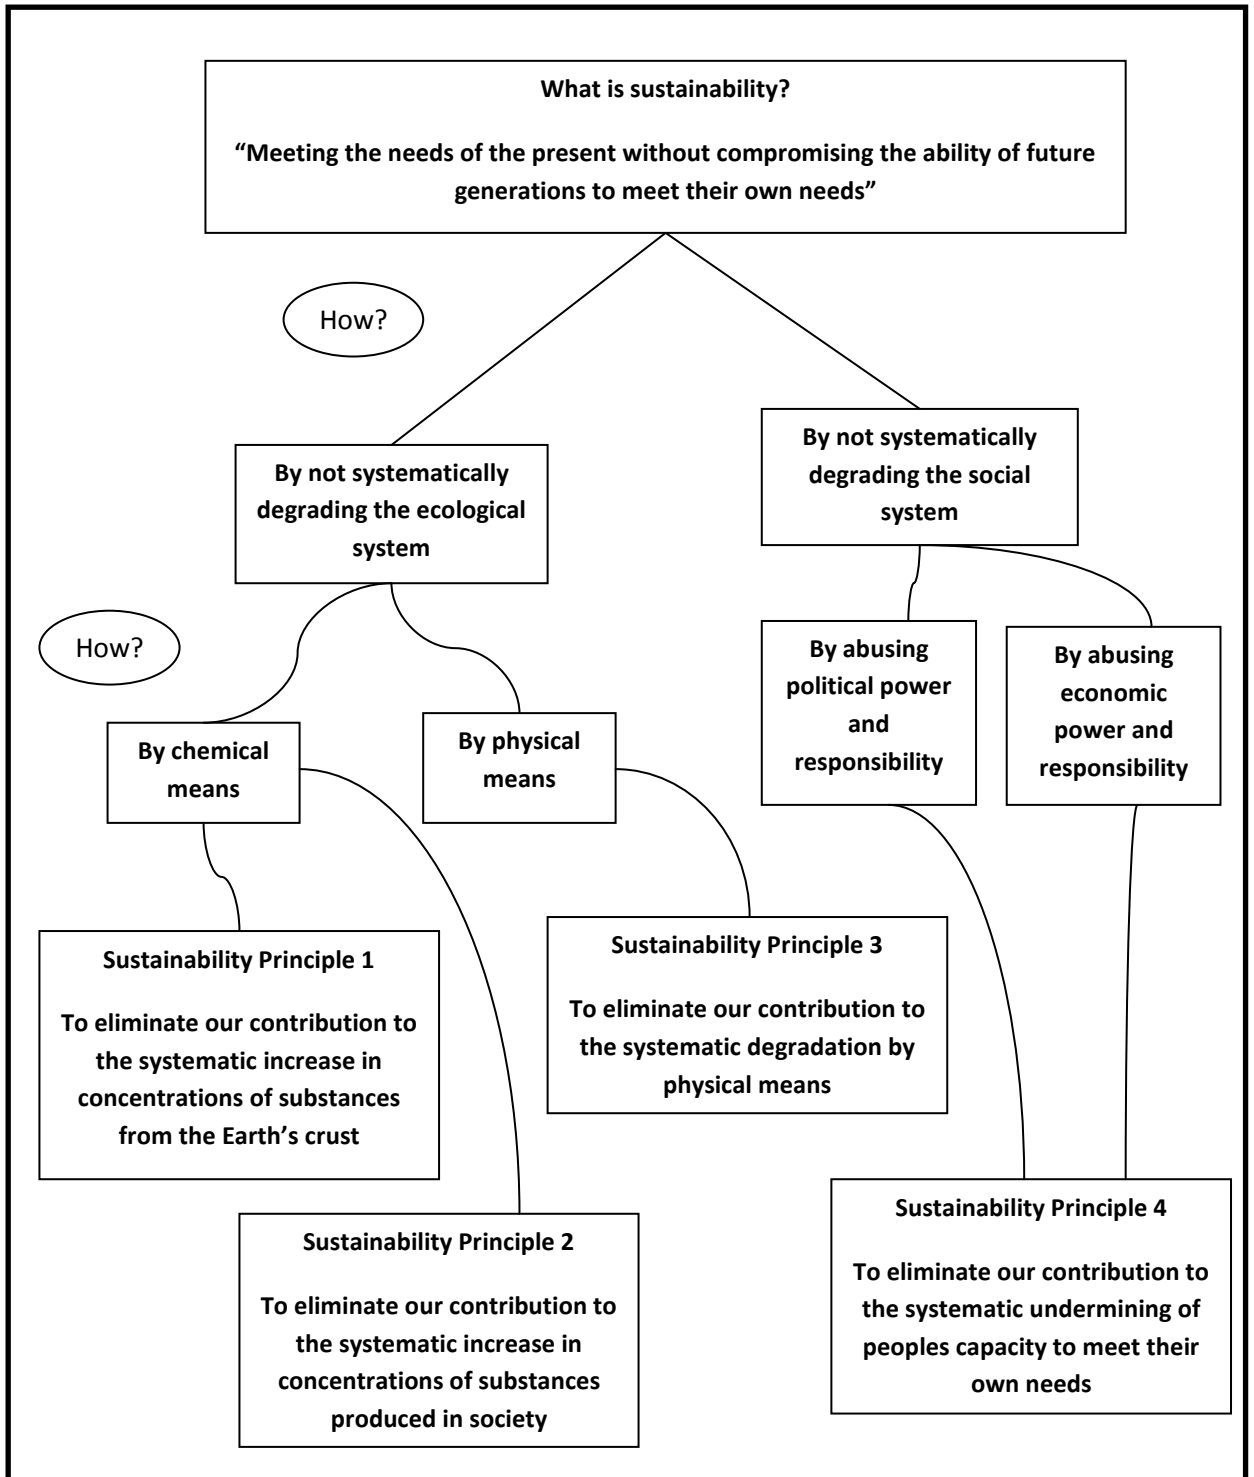 What is sustainability?
“Meeting the needs of the present without compromising the ability of future
generations to meet their own needs”
How?
By not systematically
degrading the ecological
system
By not systematically
degrading the social
system
How?
By chemical
means
By physical
means
By abusing
political power
and
responsibility
By abusing
economic
power and
responsibility
Sustainability Principle 1
To eliminate our contribution to
the systematic increase in
concentrations of substances
from the Earth’s crust
Sustainability Principle 3
To eliminate our contribution to
the systematic degradation by
physical means
Sustainability Principle 2
To eliminate our contribution to
the systematic increase in
concentrations of substances
produced in society
Sustainability Principle 4
To eliminate our contribution to
the systematic undermining of
peoples capacity to meet their
own needs